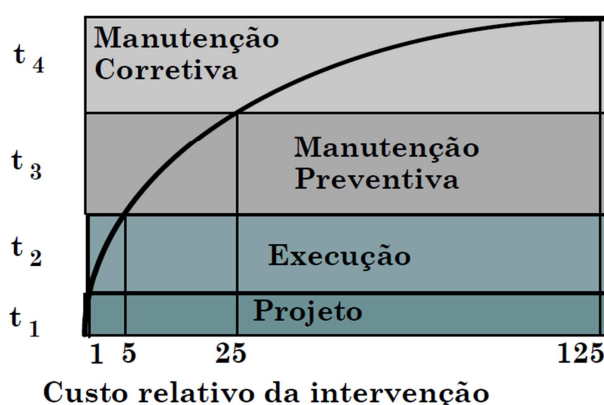 t 4
Manutenção
Corretiva
t 3
Manutenção
Preventiva
t 2
Execução
t 1
Projeto
1 5 25 125
Custo relativo da intervenção